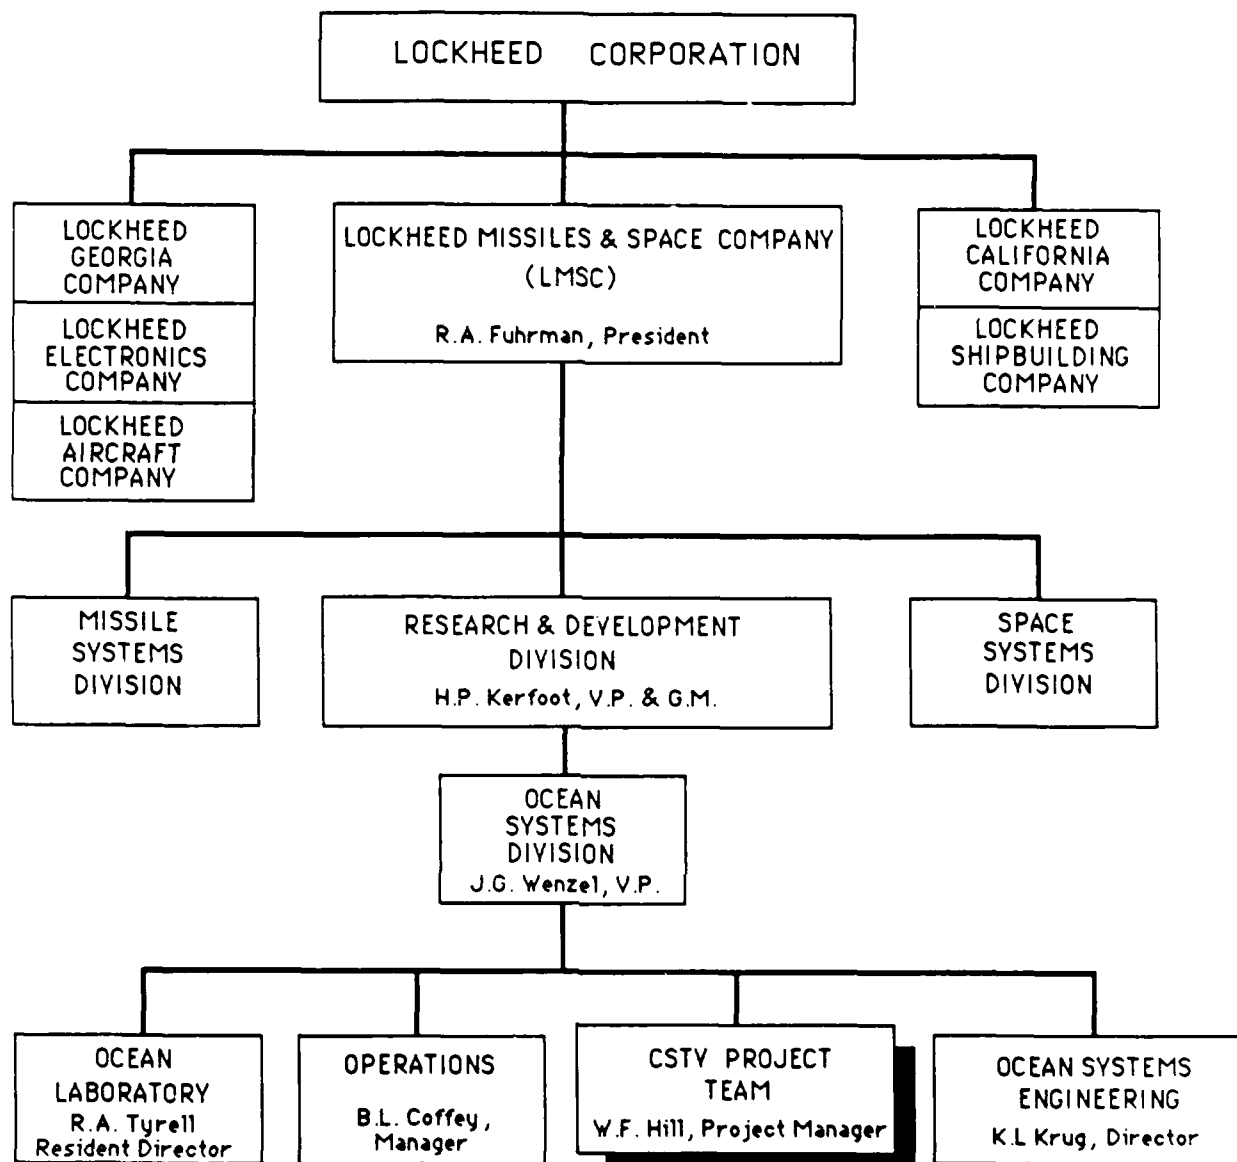 LOCKHEED CORPORATION
LOCKHEED
GEORGIA
COMPANY
LOCKHEED
ELECTRONICS
COMPANY
LOCKHEED
AIRCRAFT
COMPANY
LOCKHEED MISSILES & SPACE COMPANY
(LMSC)
R.A. Fuhrman, President
LOCKHEED
CALIFORNIA
COMPANY
LOCKHEED
SHIPBUILDING
COMPANY
MISSILE
SYSTEMS
DIVISION
RESEARCH & DEVELOPMENT
DIVISION
H.P. Kerfoot, V.P. & G.M.
SPACE
SYSTEMS
DIVISION
OCEAN
SYSTEMS
DIVISION
J.G. Wenzel, V.P.
OCEAN
LABORATORY
R.A. Tyrell
Resident Director
OPERATIONS
B.L. Coffey,
Manager
CSTV PROJECT
TEAM
W.F. Hill, Project Manager
OCEAN SYSTEMS
ENGINEERING
K.L Krug, Director